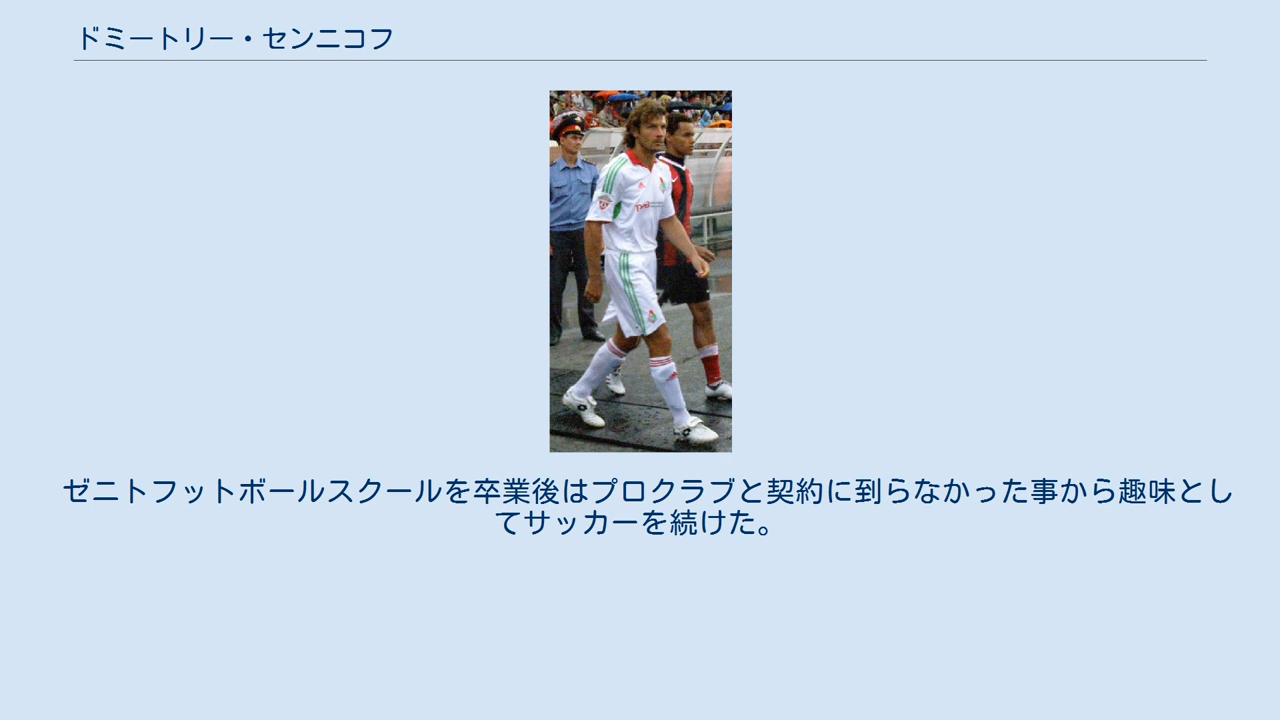 ドミートリー・センニコフ
ゼニトフットボールスクールを卒業後はプロクラブと契約に到らなかった事から趣味とし
てサッカーを続けた。